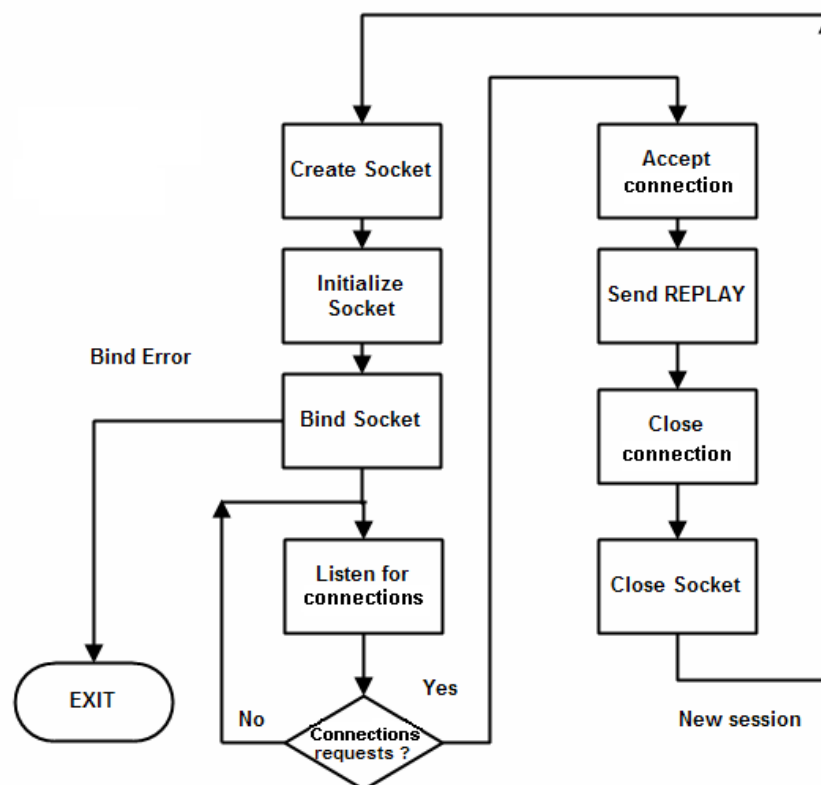 Create Socket
Initialize
Socket
Bind Error
Bind Socket
Listen for
connections
EXIT
No
Yes
Connections
requests ?
Accept
connection
Send REPLAY
Close
connection
Close Socket
New session